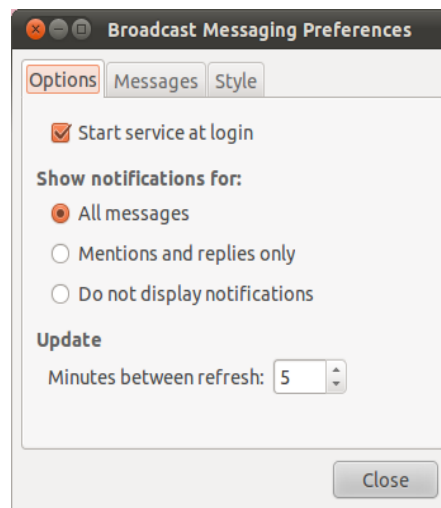 Broadcast Messaging Preferences
Options Messages Style
Start service at login
Show notifications for:
All messages
Mentions and replies only
Do not display notifications
Update
Minutes between refresh: 5
Close